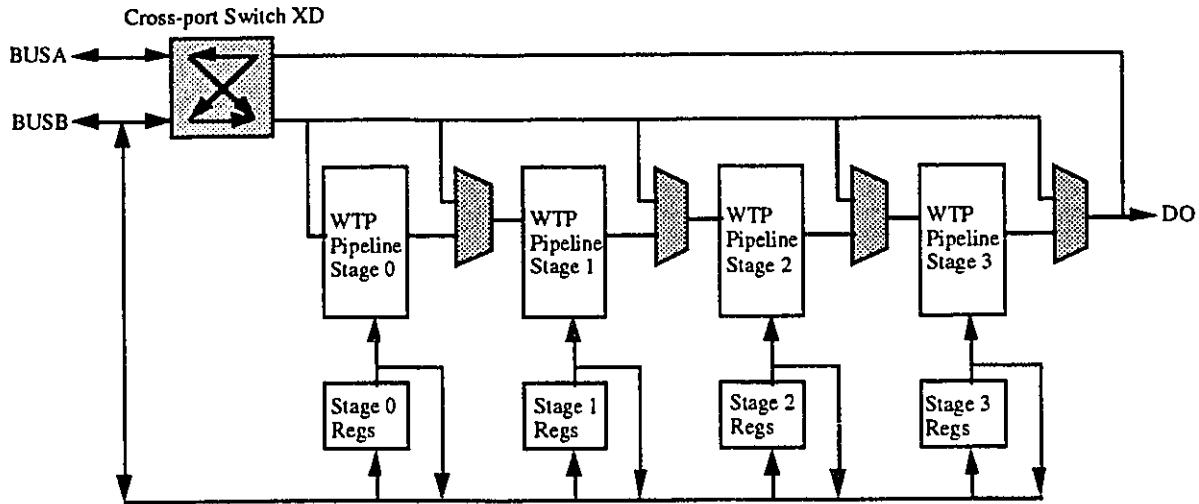 Cross-port Switch XD
BUSA
BUSB
WTP
Pipeline
Stage 0
WTP
Pipeline
Stage 1
WTP
Pipeline
Stage 2
WTP
Pipeline
Stage 3
DO
Stage 0
Regs
Stage 1
Regs
Stage 2
Regs
Stage 3
Regs